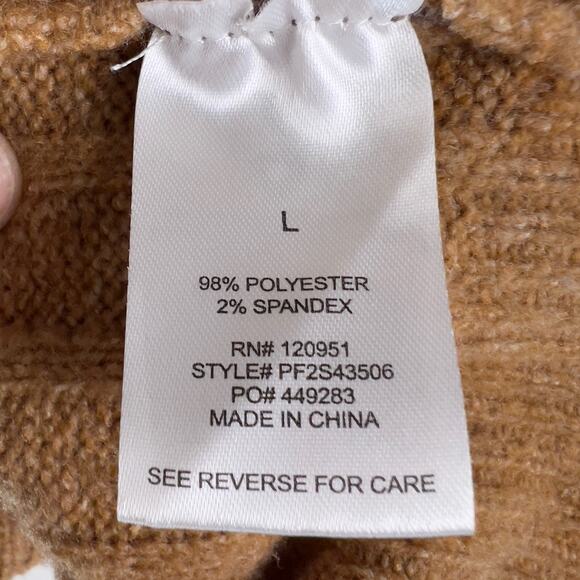 L
98% POLYESTER
2% SPANDEX
RN# 120951
STYLE# PF2S43506
PO# 449283
MADE IN CHINA
SEE REVERSE FOR CARE